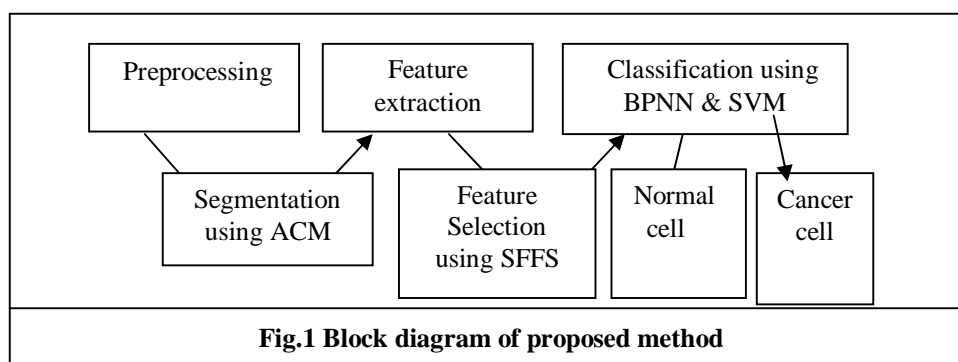 Preprocessing
Segmentation
using ACM
Feature
extraction
Feature
Selection
using SFFS
Classification using
BPNN & SVM
Normal
cell
Cancer
cell
Fig.1 Block diagram of proposed method